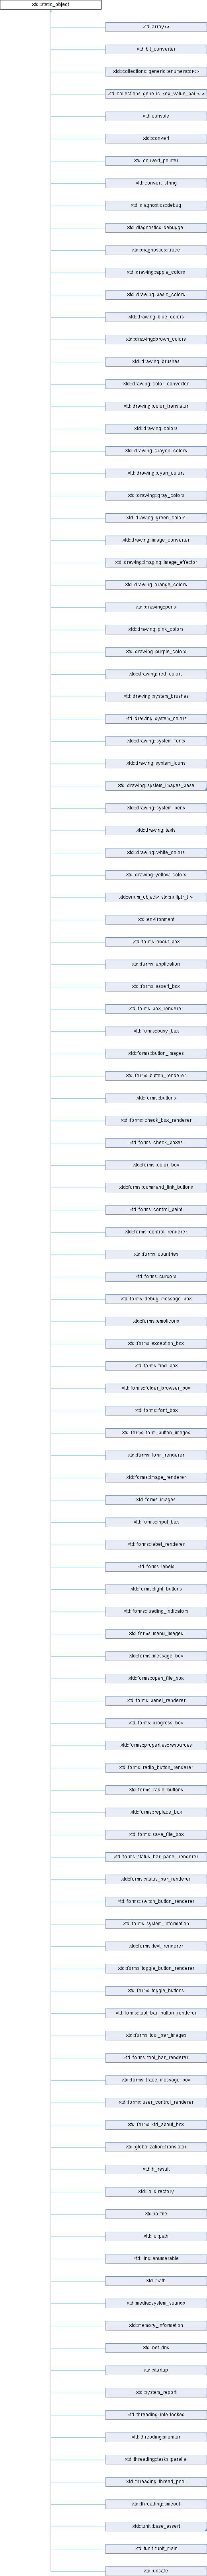 xtd::static_object
xtd::array<>
xtd::bit_converter
xtd::collections::generic::enumerator<>
xtd::collections::generic::key_value_pair< >
xtd::console
xtd::convert
xtd::convert_pointer
xtd::convert_string
xtd::diagnostics::debug
xtd::diagnostics::debugger
xtd::diagnostics::trace
xtd::drawing::apple_colors
xtd::drawing::basic_colors
xtd::drawing::blue_colors
xtd::drawing::brown_colors
xtd::drawing::brushes
xtd::drawing::color_converter
xtd::drawing::color_translator
xtd::drawing::colors
xtd::drawing::crayon_colors
xtd::drawing::cyan_colors
xtd::drawing::gray_colors
xtd::drawing::green_colors
xtd::drawing::image_converter
xtd::drawing::imaging::image_effector
xtd::drawing::orange_colors
xtd::drawing::pens
xtd::drawing::pink_colors
xtd::drawing::purple_colors
xtd::drawing::red_colors
xtd::drawing::system_brushes
xtd::drawing::system_colors
xtd::drawing::system_fonts
xtd::drawing::system_icons
xtd::drawing::system_images_base
xtd::drawing::system_pens
xtd::drawing::texts
xtd::drawing::white_colors
xtd::drawing::yellow_colors
xtd::enum_object< std::nullptr_t >
xtd::environment
xtd::forms::about_box
xtd::forms::application
xtd::forms::assert_box
xtd::forms::box_renderer
xtd::forms::busy_box
xtd::forms::button_images
xtd::forms::button_renderer
xtd::forms::buttons
xtd::forms::check_box_renderer
xtd::forms::check_boxes
xtd::forms::color_box
xtd::forms::command_link_buttons
xtd::forms::control_paint
xtd::forms::control_renderer
xtd::forms::countries
xtd::forms::cursors
xtd::forms::debug_message_box
xtd::forms::emoticons
xtd::forms::exception_box
xtd::forms::find_box
xtd::forms::folder_browser_box
xtd::forms::font_box
xtd::forms::form_button_images
xtd::forms::form_renderer
xtd::forms::image_renderer
xtd::forms::images
xtd::forms::input_box
xtd::forms::label_renderer
xtd::forms::labels
xtd::forms::light_buttons
xtd::forms::loading_indicators
xtd::forms::menu_images
xtd::forms::message_box
xtd::forms::open_file_box
xtd::forms::panel_renderer
xtd::forms::progress_box
xtd::forms::properties::resources
xtd::forms::radio_button_renderer
xtd::forms::radio_buttons
xtd::forms::replace_box
xtd::forms::save_file_box
xtd::forms::status_bar_panel_renderer
xtd::forms::status_bar_renderer
xtd::forms::switch_button_renderer
xtd::forms::system_information
xtd::forms::text_renderer
xtd::forms::toggle_button_renderer
xtd::forms::toggle_buttons
xtd::forms::tool_bar_button_renderer
xtd::forms::tool_bar_images
xtd::forms::tool_bar_renderer
xtd::forms::trace_message_box
xtd::forms::user_control_renderer
xtd::forms::xtd_about_box
xtd::globalization::translator
xtd::h_result
xtd::io::directory
xtd::io::file
xtd::io::path
xtd::linq::enumerable
xtd::math
xtd::media::system_sounds
xtd::memory_information
xtd::net::dns
xtd::startup
xtd::system_report
xtd::threading::interlocked
xtd::threading::monitor
xtd::threading::tasks::parallel
xtd::threading::thread_pool
xtd::threading::timeout
xtd::tunit::base_assert
xtd::tunit::tunit_main
xtd::unsafe